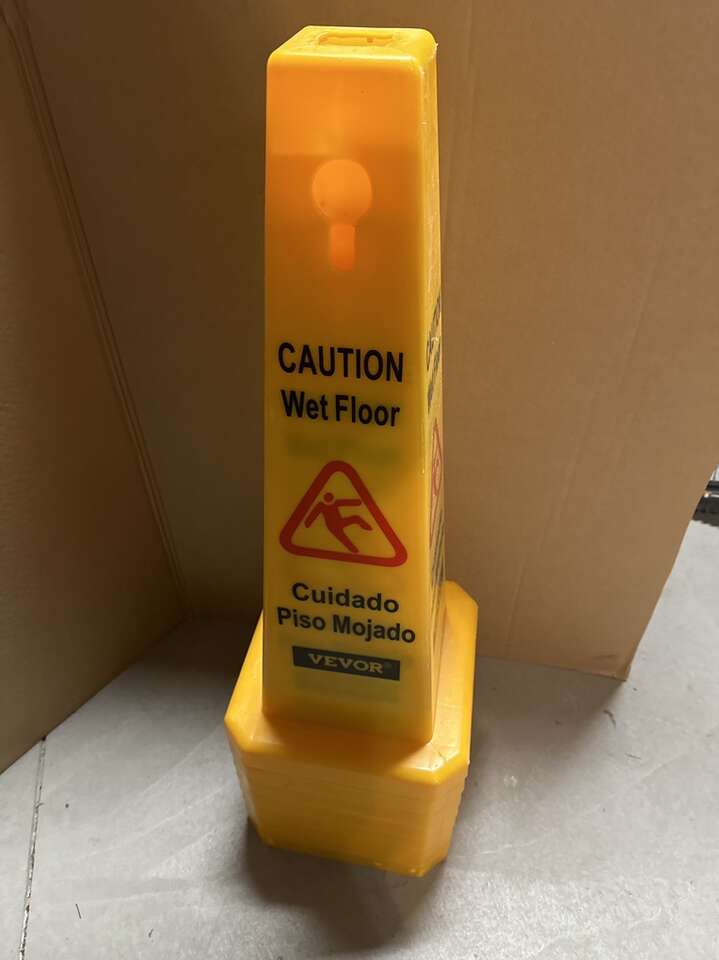 CAUTION
Wet Floor
Cuidado
Piso Mojado
VEVOR®